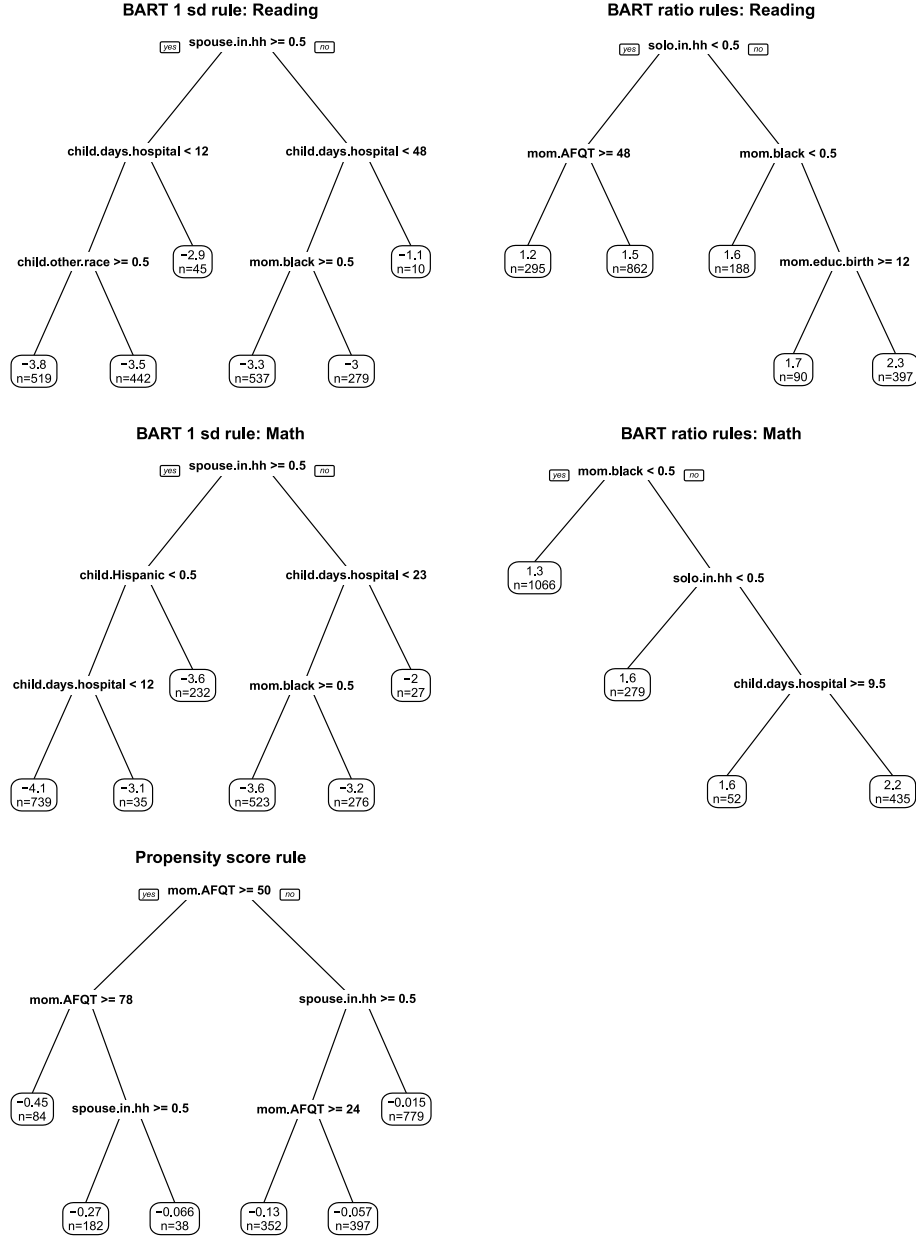 BART 1 sd rule: Reading
yes spouse.in.hh >= 0.5 no
child.days.hospital < 12
child.days.hospital < 48
child.other.race >= 0.5
−2.9
n=45
mom.black >= 0.5
−1.1
n=10
−3.8
n=519
−3.5
n=442
−3.3
n=537
−3
n=279
BART ratio rules: Reading
yes solo.in.hh < 0.5 no
mom.AFQT >= 48
mom.black < 0.5
1.2
n=295
1.5
n=862
1.6
n=188
mom.educ.birth >= 12
1.7
n=90
2.3
n=397
BART 1 sd rule: Math
yes spouse.in.hh >= 0.5 no
child.Hispanic < 0.5
child.days.hospital < 23
child.days.hospital < 12
−3.6
n=232
mom.black >= 0.5
−2
n=27
−4.1
n=739
−3.1
n=35
−3.6
n=523
−3.2
n=276
BART ratio rules: Math
yes mom.black < 0.5 no
1.3
n=1066
solo.in.hh < 0.5
1.6
n=279
child.days.hospital >= 9.5
1.6
n=52
2.2
n=435
Propensity score rule
yes mom.AFQT >= 50 no
mom.AFQT >= 78
spouse.in.hh >= 0.5
−0.45
n=84
spouse.in.hh >= 0.5
mom.AFQT >= 24
−0.015
n=779
−0.27
n=182
−0.066
n=38
−0.13
n=352
−0.057
n=397